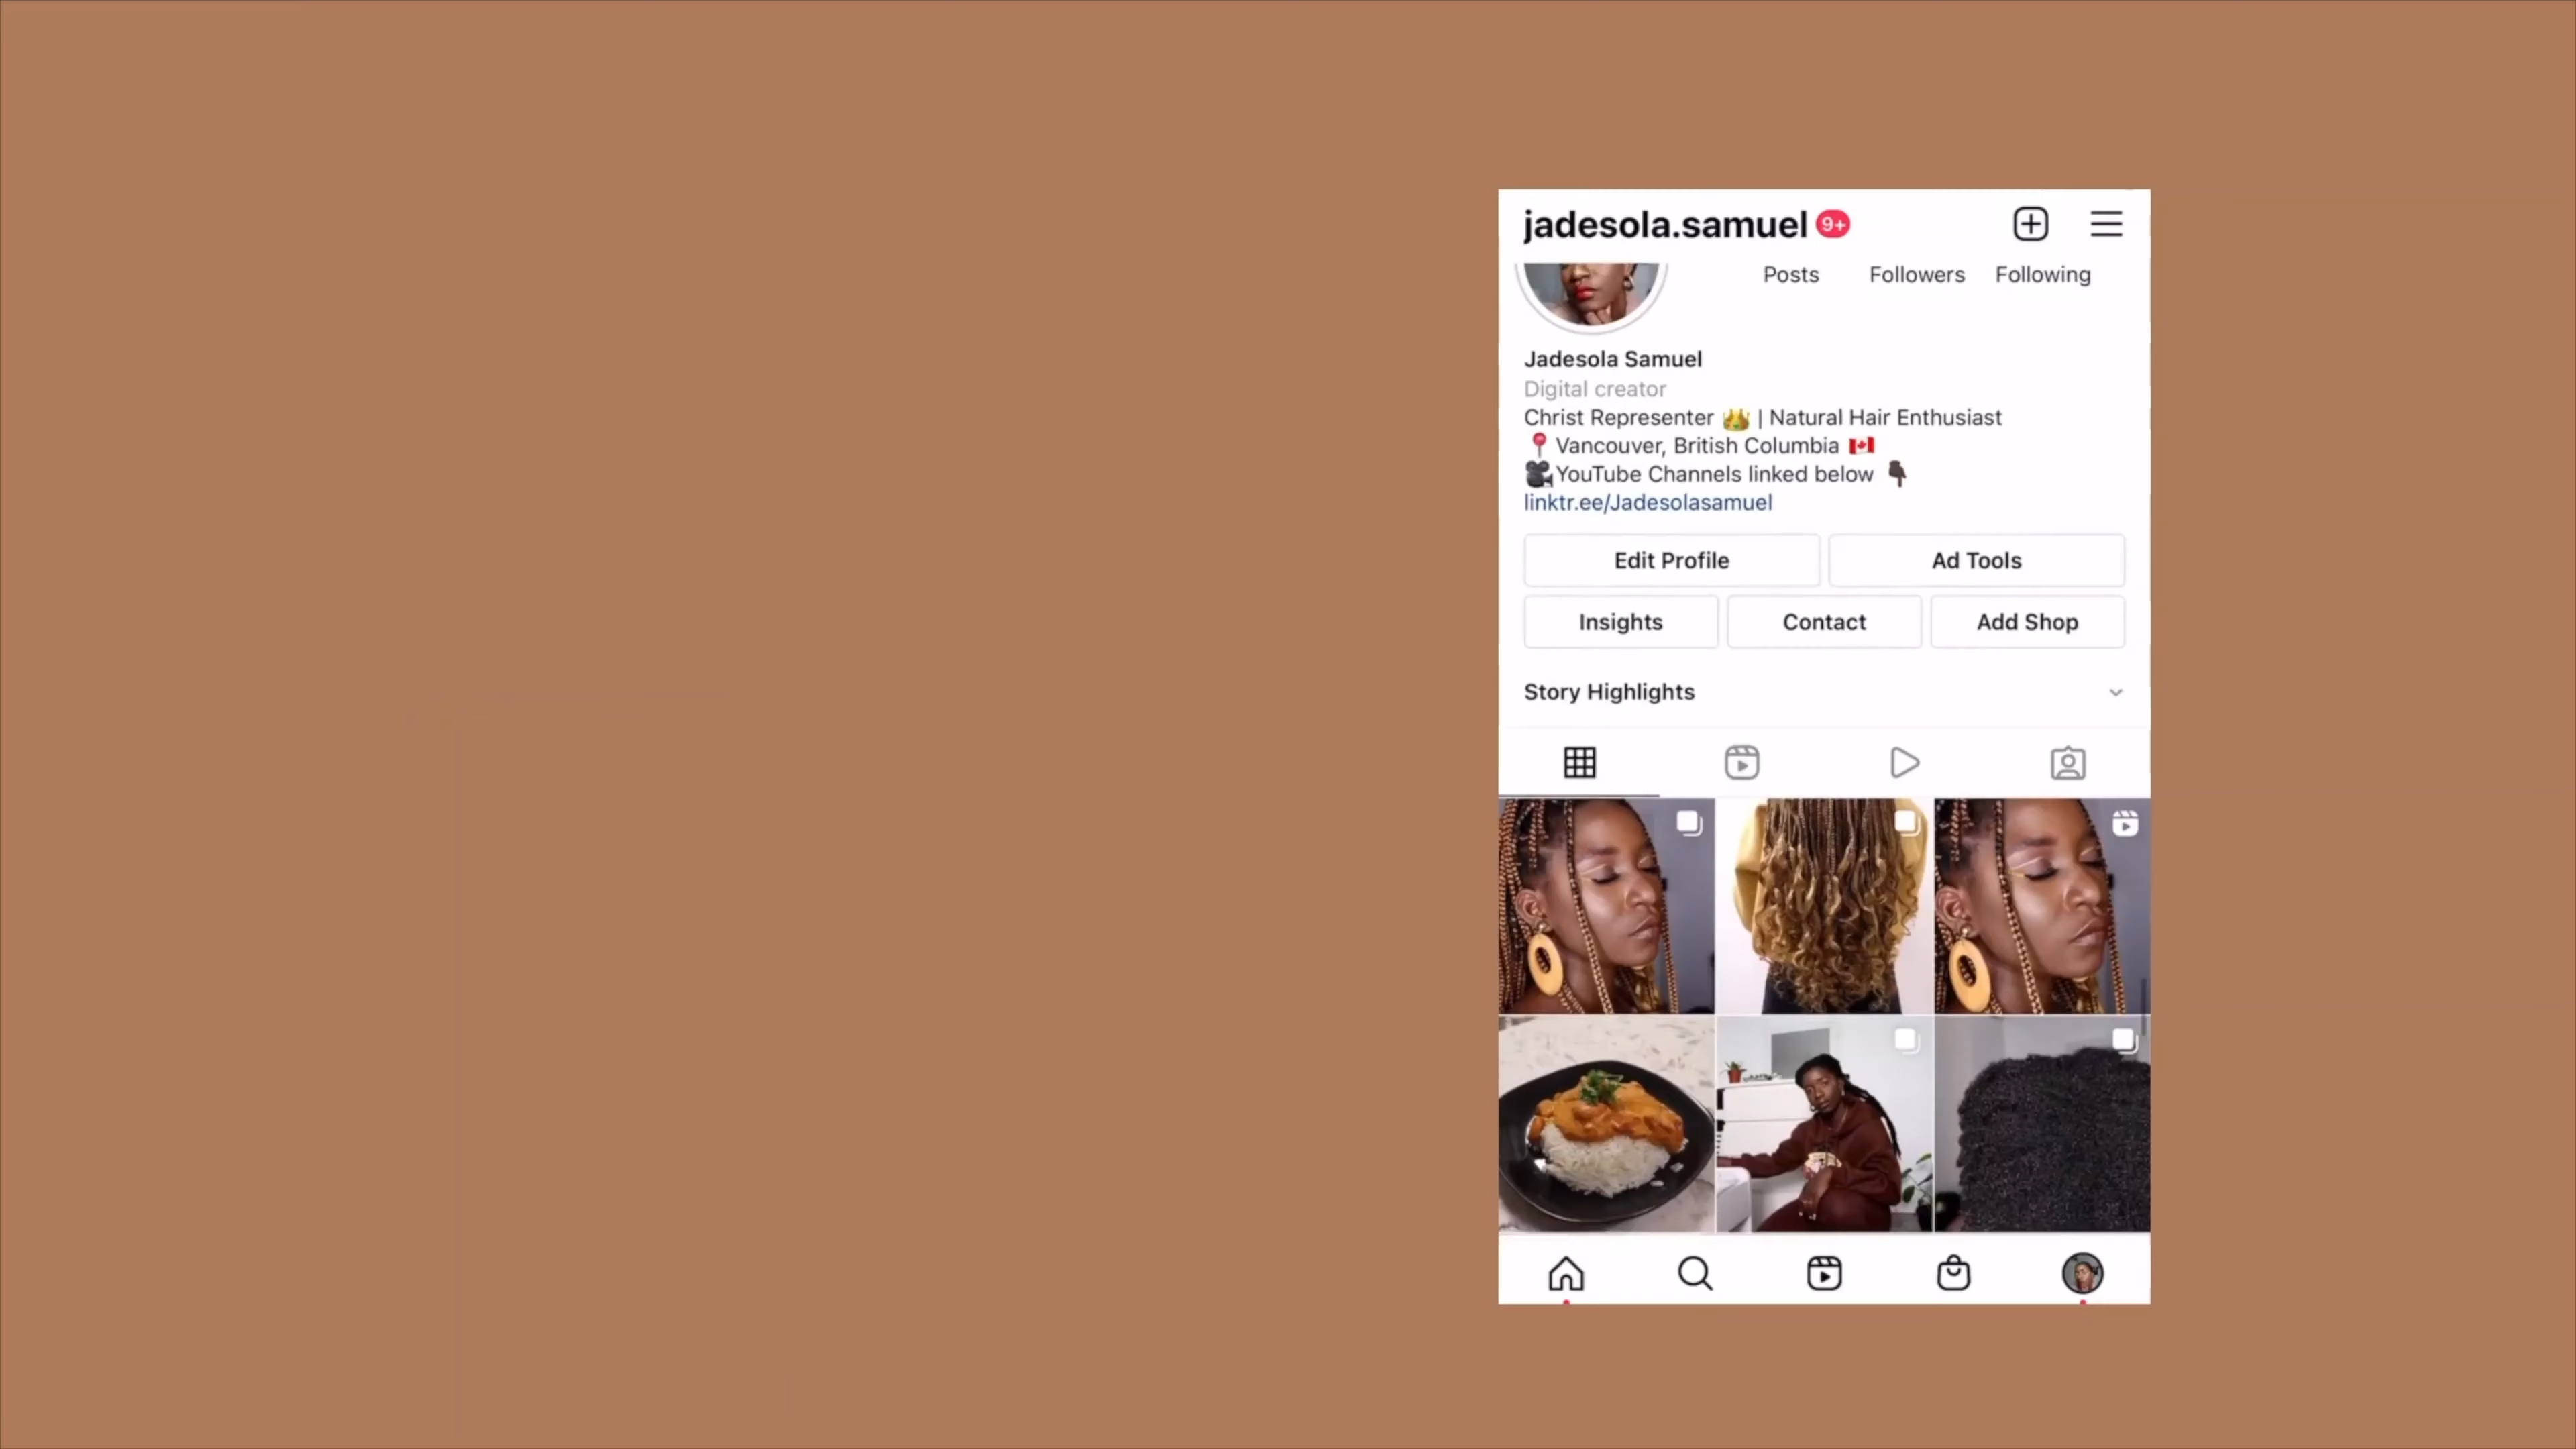 jadesola.samuel 9+
Posts Followers Following
Jadesola Samuel
Digital creator
Christ Representer 👑 | Natural Hair Enthusiast
📍 Vancouver, British Columbia 🇨🇦
🎥YouTube Channels linked below 👇🏿
linktr.ee/Jadesolasamuel
Edit Profile Ad Tools
Insights Contact Add Shop
Story Highlights